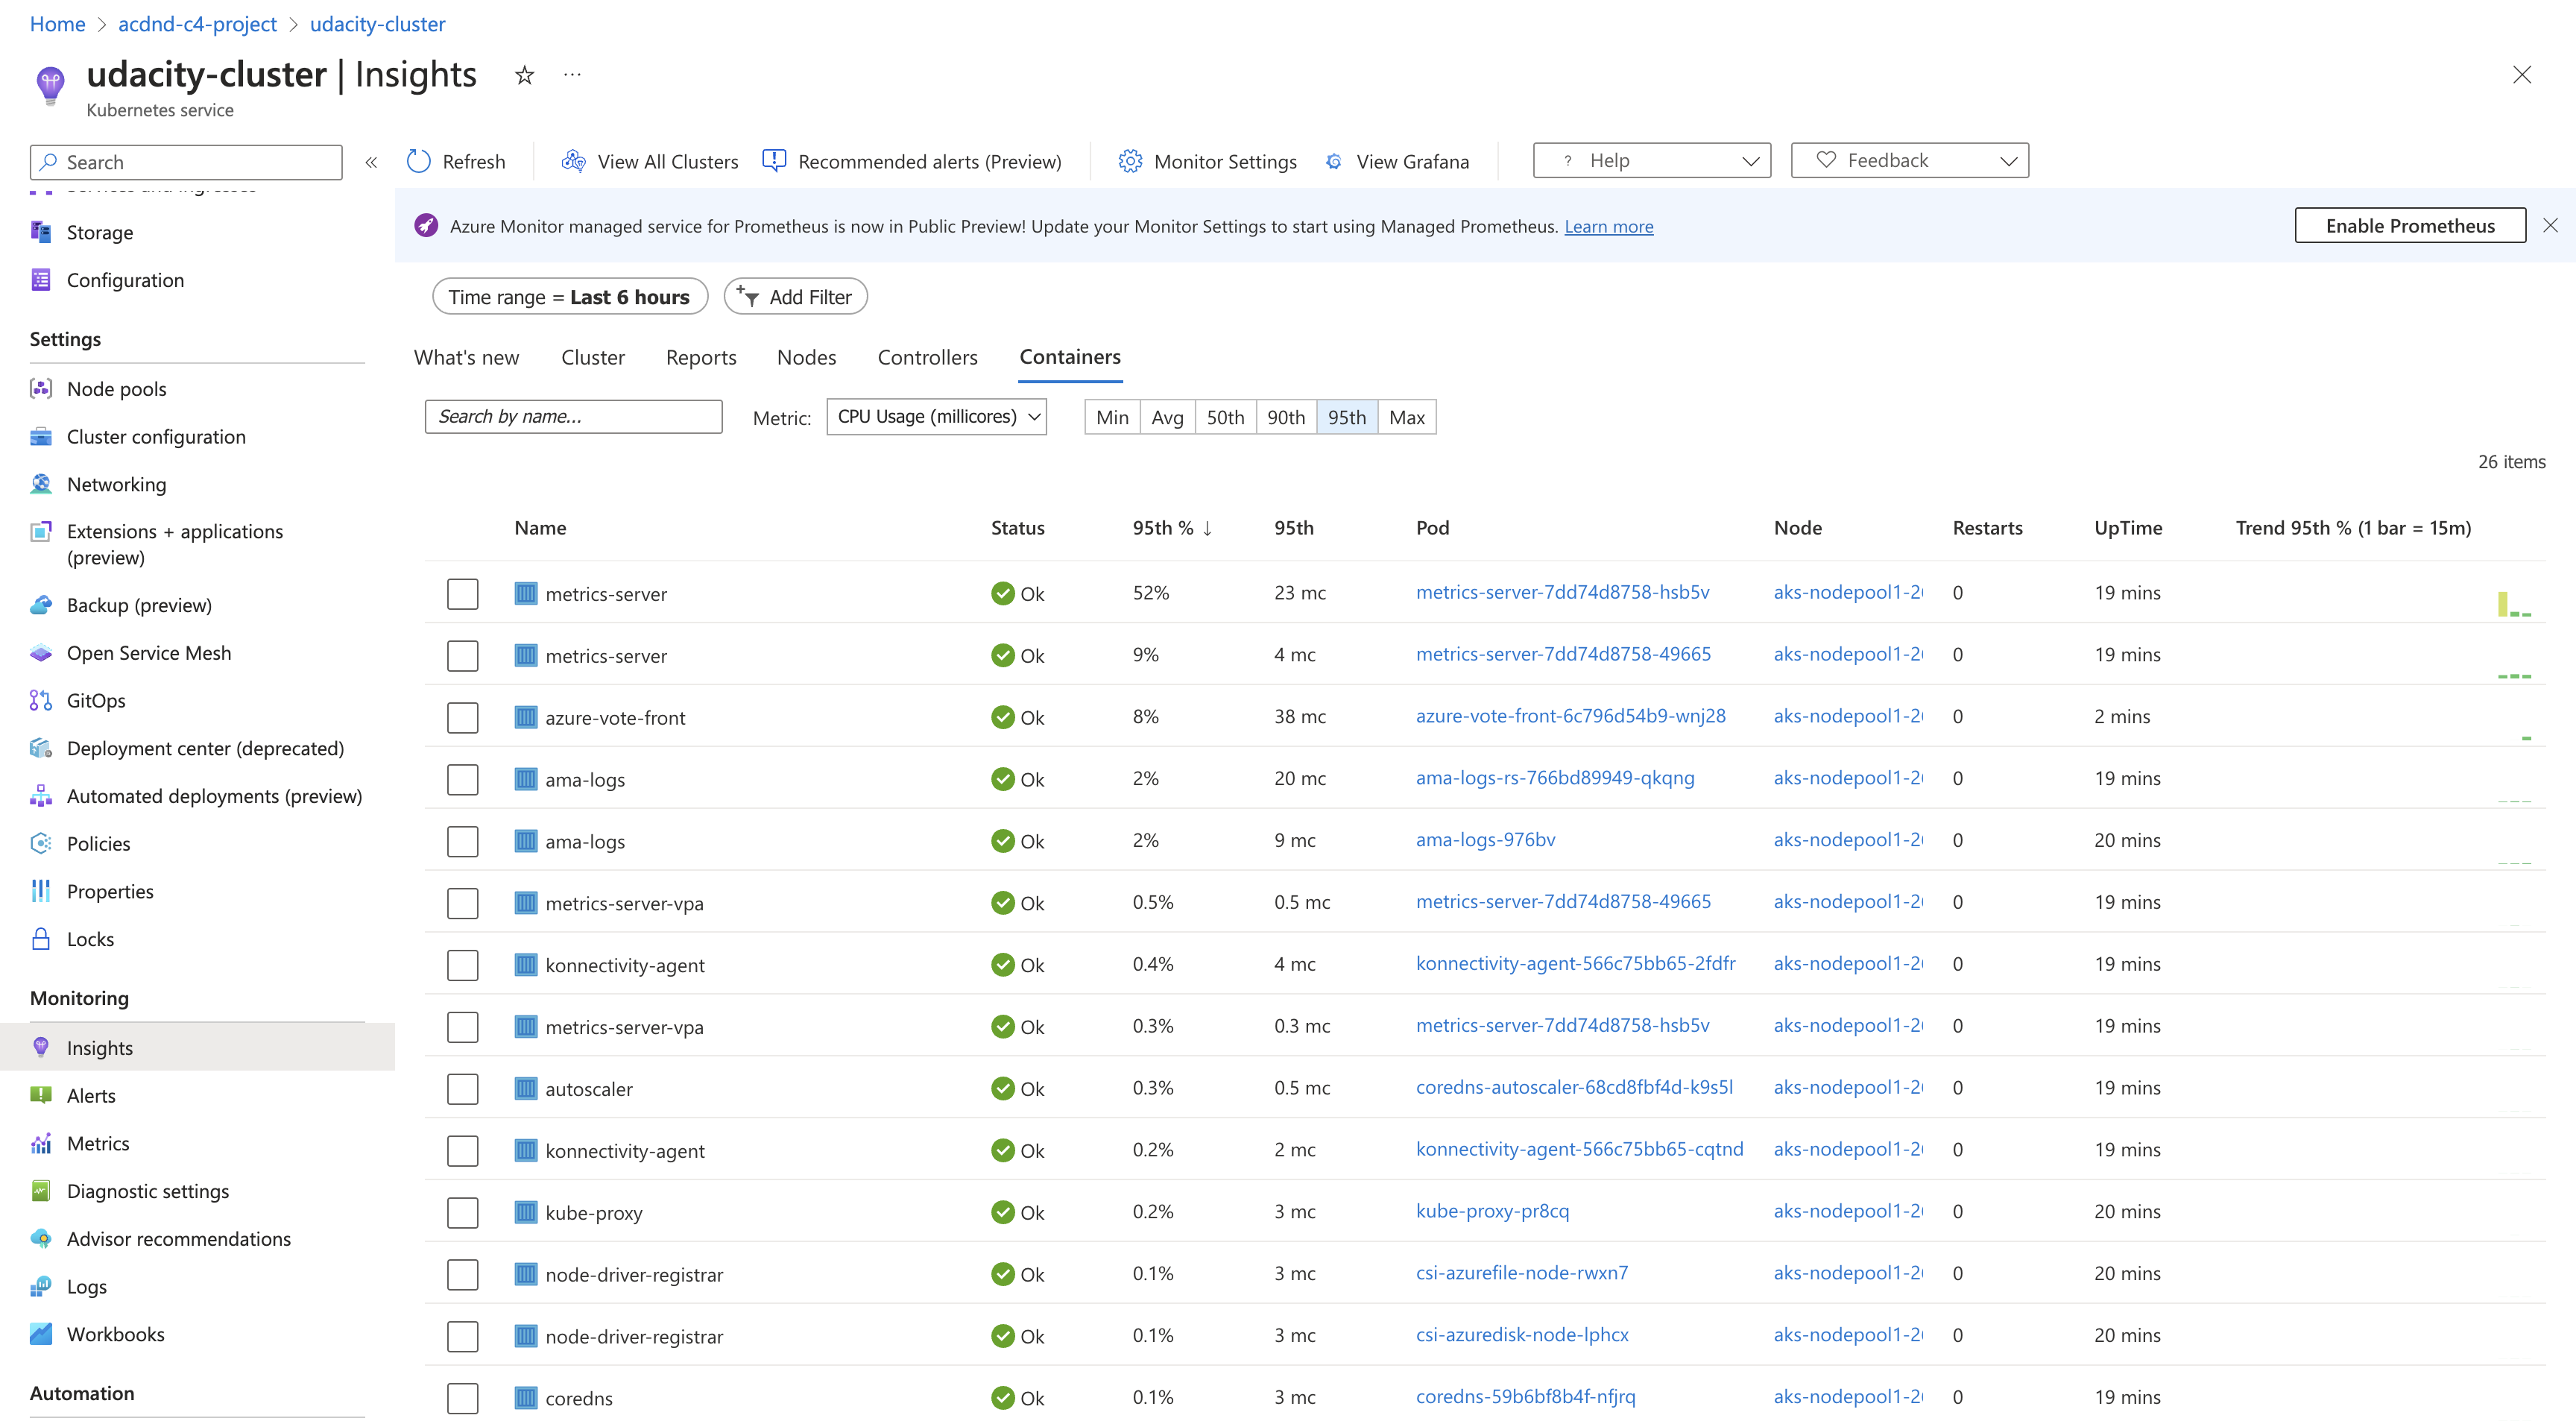 Home > acdnd-c4-project > udacity-cluster
udacity-cluster | Insights
Kubernetes service
Search
Services and ingresses
Storage
Configuration
Settings
Node pools
Cluster configuration
Networking
Extensions + applications
(preview)
Backup (preview)
Open Service Mesh
GitOps
Deployment center (deprecated)
Automated deployments (preview)
Policies
Properties
Locks
Monitoring
Insights
Alerts
Metrics
Diagnostic settings
Advisor recommendations
Logs
Workbooks
Automation
Refresh View All Clusters Recommended alerts (Preview) Monitor Settings View Grafana ? Help Feedback
Azure Monitor managed service for Prometheus is now in Public Preview! Update your Monitor Settings to start using Managed Prometheus. Learn more Enable Prometheus
Time range = Last 6 hours Add Filter
What's new Cluster Reports Nodes Controllers Containers
Search by name... Metric: CPU Usage (millicores) Min Avg 50th 90th 95th Max
26 items
Name Status 95th % ↓ 95th Pod Node Restarts UpTime Trend 95th % (1 bar = 15m)
metrics-server Ok 52% 23 mc metrics-server-7dd74d8758-hsb5v aks-nodepool1-2 0 19 mins
metrics-server Ok 9% 4 mc metrics-server-7dd74d8758-49665 aks-nodepool1-2 0 19 mins
azure-vote-front Ok 8% 38 mc azure-vote-front-6c796d54b9-wnj28 aks-nodepool1-2 0 2 mins
ama-logs Ok 2% 20 mc ama-logs-rs-766bd89949-qkqng aks-nodepool1-2 0 19 mins
ama-logs Ok 2% 9 mc ama-logs-976bv aks-nodepool1-2 0 20 mins
metrics-server-vpa Ok 0.5% 0.5 mc metrics-server-7dd74d8758-49665 aks-nodepool1-2 0 19 mins
konnectivity-agent Ok 0.4% 4 mc konnectivity-agent-566c75bb65-2fdfr aks-nodepool1-2 0 19 mins
metrics-server-vpa Ok 0.3% 0.3 mc metrics-server-7dd74d8758-hsb5v aks-nodepool1-2 0 19 mins
autoscaler Ok 0.3% 0.5 mc coredns-autoscaler-68cd8fbf4d-k9s5l aks-nodepool1-2 0 19 mins
konnectivity-agent Ok 0.2% 2 mc konnectivity-agent-566c75bb65-cqtnd aks-nodepool1-2 0 19 mins
kube-proxy Ok 0.2% 3 mc kube-proxy-pr8cq aks-nodepool1-2 0 20 mins
node-driver-registrar Ok 0.1% 3 mc csi-azurefile-node-rwxn7 aks-nodepool1-2 0 20 mins
node-driver-registrar Ok 0.1% 3 mc csi-azuredisk-node-lphcx aks-nodepool1-2 0 20 mins
coredns Ok 0.1% 3 mc coredns-59b6bf8b4f-nfjrq aks-nodepool1-2 0 19 mins